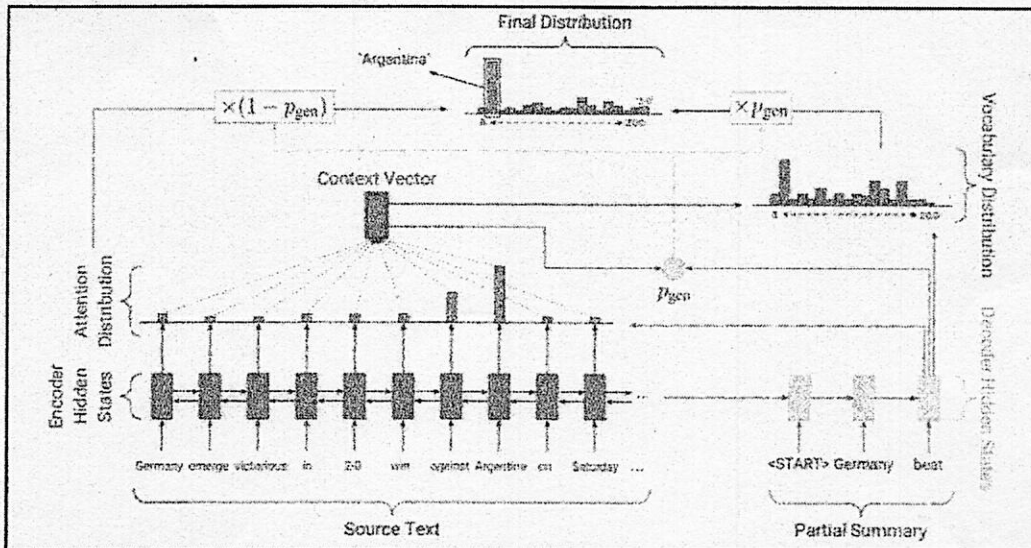 Final Distribution
"Argentina"
×(1 − pgen)
×pgen
a
Context Vector
Vocabulary Distribution
a
Attention Distribution
pgen
Encoder Hidden States
Decoder Hidden States
...
Germany emerge victorious in 2-0 win against Argentina on Saturday ...
<START> Germany beat
Source Text
Partial Summary